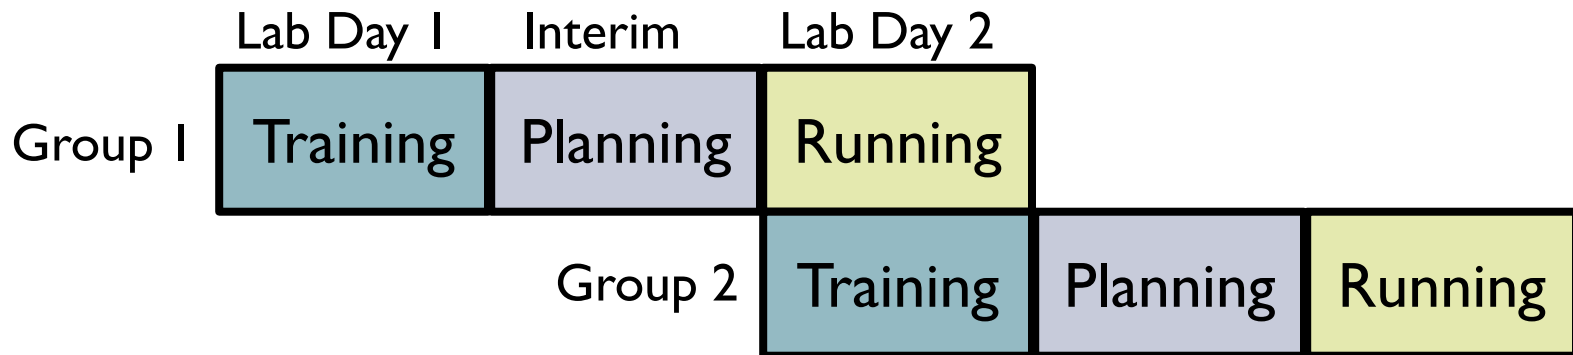 Lab Day 1 Interim Lab Day 2
Group 1 Training Planning Running
Group 2 Training Planning Running